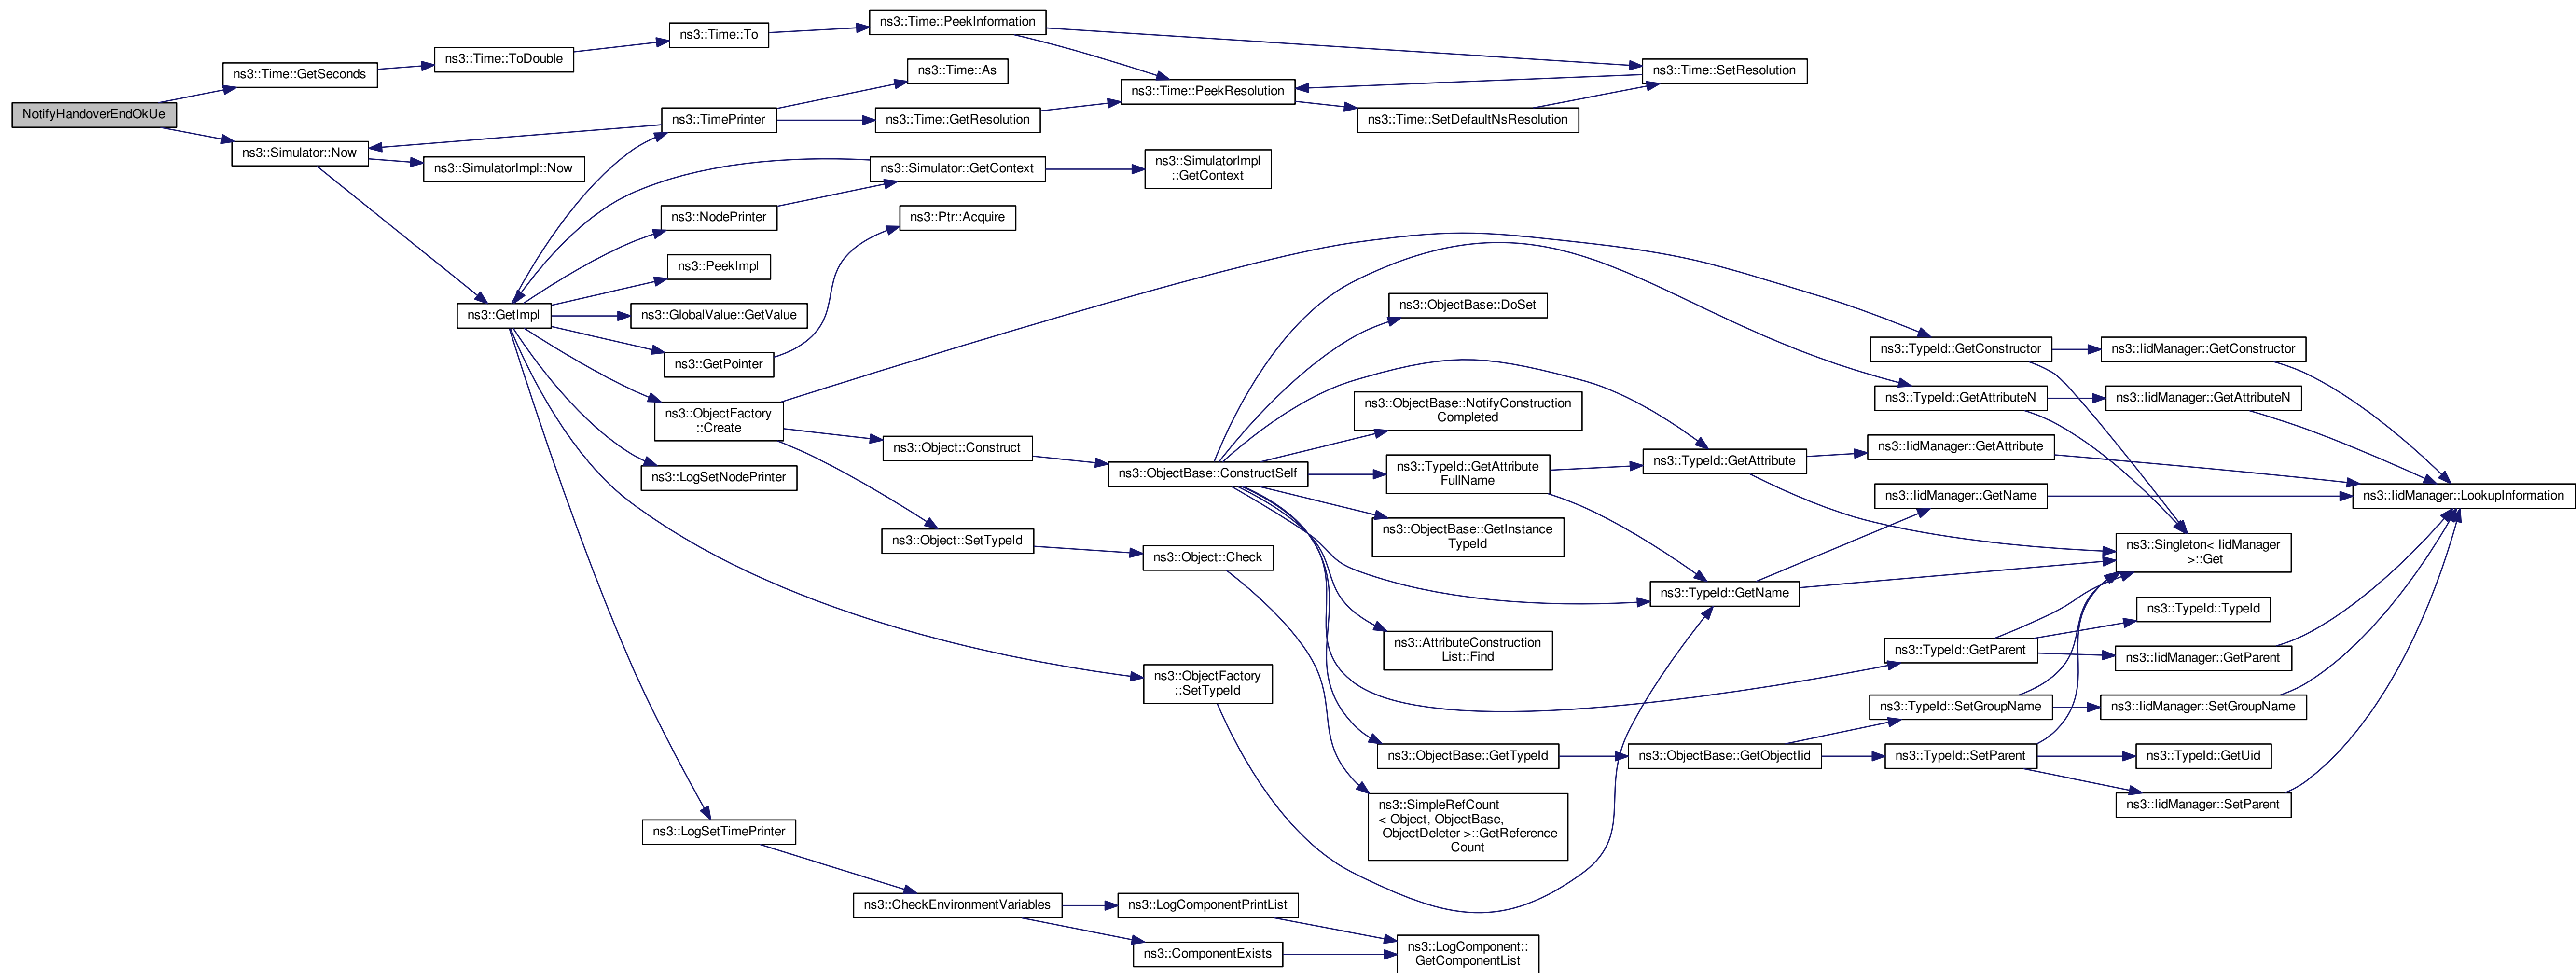 NotifyHandoverEndOkUe
ns3::Time::GetSeconds
ns3::Simulator::Now
ns3::Time::ToDouble
ns3::SimulatorImpl::Now
ns3::GetImpl
ns3::Time::To
ns3::TimePrinter
ns3::NodePrinter
ns3::PeekImpl
ns3::GlobalValue::GetValue
ns3::GetPointer
ns3::ObjectFactory
::Create
ns3::LogSetNodePrinter
ns3::LogSetTimePrinter
ns3::Time::PeekInformation
ns3::Time::As
ns3::Time::GetResolution
ns3::Simulator::GetContext
ns3::Ptr::Acquire
ns3::Object::Construct
ns3::Object::SetTypeId
ns3::CheckEnvironmentVariables
ns3::Time::PeekResolution
ns3::SimulatorImpl
::GetContext
ns3::ObjectBase::ConstructSelf
ns3::Object::Check
ns3::ObjectFactory
::SetTypeId
ns3::LogComponentPrintList
ns3::ComponentExists
ns3::Time::SetDefaultNsResolution
ns3::ObjectBase::DoSet
ns3::ObjectBase::NotifyConstruction
Completed
ns3::TypeId::GetAttribute
FullName
ns3::ObjectBase::GetInstance
TypeId
ns3::AttributeConstruction
List::Find
ns3::ObjectBase::GetTypeId
ns3::SimpleRefCount
< Object, ObjectBase,
ObjectDeleter >::GetReference
Count
ns3::LogComponent::
GetComponentList
ns3::Time::SetResolution
ns3::TypeId::GetAttribute
ns3::TypeId::GetName
ns3::ObjectBase::GetObjectIid
ns3::TypeId::GetConstructor
ns3::TypeId::GetAttributeN
ns3::IidManager::GetAttribute
ns3::IidManager::GetName
ns3::TypeId::GetParent
ns3::TypeId::SetGroupName
ns3::TypeId::SetParent
ns3::IidManager::GetConstructor
ns3::IidManager::GetAttributeN
ns3::Singleton< IidManager
>::Get
ns3::TypeId::TypeId
ns3::IidManager::GetParent
ns3::IidManager::SetGroupName
ns3::TypeId::GetUid
ns3::IidManager::SetParent
ns3::IidManager::LookupInformation